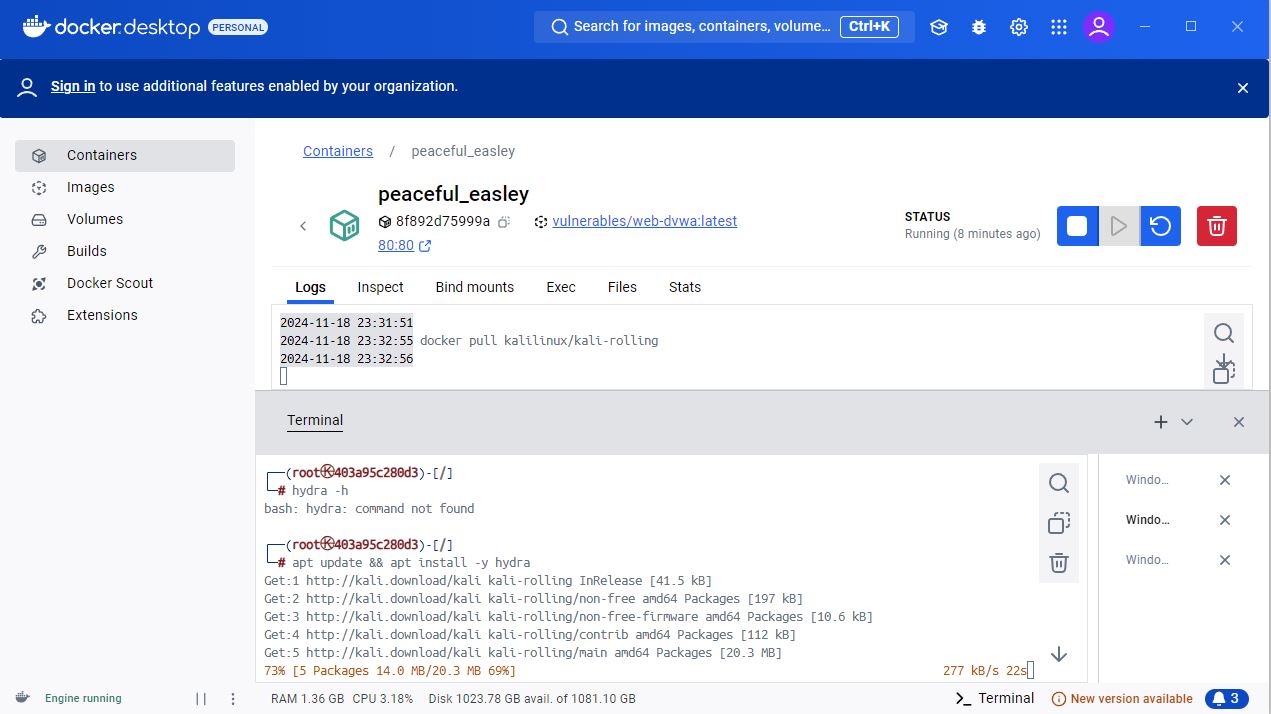 docker desktop PERSONAL Search for images, containers, volume... Ctrl+K
Sign in to use additional features enabled by your organization.
Containers
Images
Volumes
Builds
Docker Scout
Extensions
Containers / peaceful_easley
peaceful_easley
8f892d75999a vulnerables/web-dvwa:latest
80:80
STATUS
Running (8 minutes ago)
Logs Inspect Bind mounts Exec Files Stats
2024-11-18 23:31:51
2024-11-18 23:32:55 docker pull kalilinux/kali-rolling
2024-11-18 23:32:56
Terminal
┌──(root㉿403a95c280d3)-[/]
└─# hydra -h
bash: hydra: command not found
┌──(root㉿403a95c280d3)-[/]
└─# apt update && apt install -y hydra
Get:1 http://kali.download/kali kali-rolling InRelease [41.5 kB]
Get:2 http://kali.download/kali kali-rolling/non-free amd64 Packages [197 kB]
Get:3 http://kali.download/kali kali-rolling/non-free-firmware amd64 Packages [10.6 kB]
Get:4 http://kali.download/kali kali-rolling/contrib amd64 Packages [112 kB]
Get:5 http://kali.download/kali kali-rolling/main amd64 Packages [20.3 MB]
73% [5 Packages 14.0 MB/20.3 MB 69%] 277 kB/s 22s
Windo...
Windo...
Windo...
Engine running RAM 1.36 GB CPU 3.18% Disk 1023.78 GB avail. of 1081.10 GB >_ Terminal New version available 3